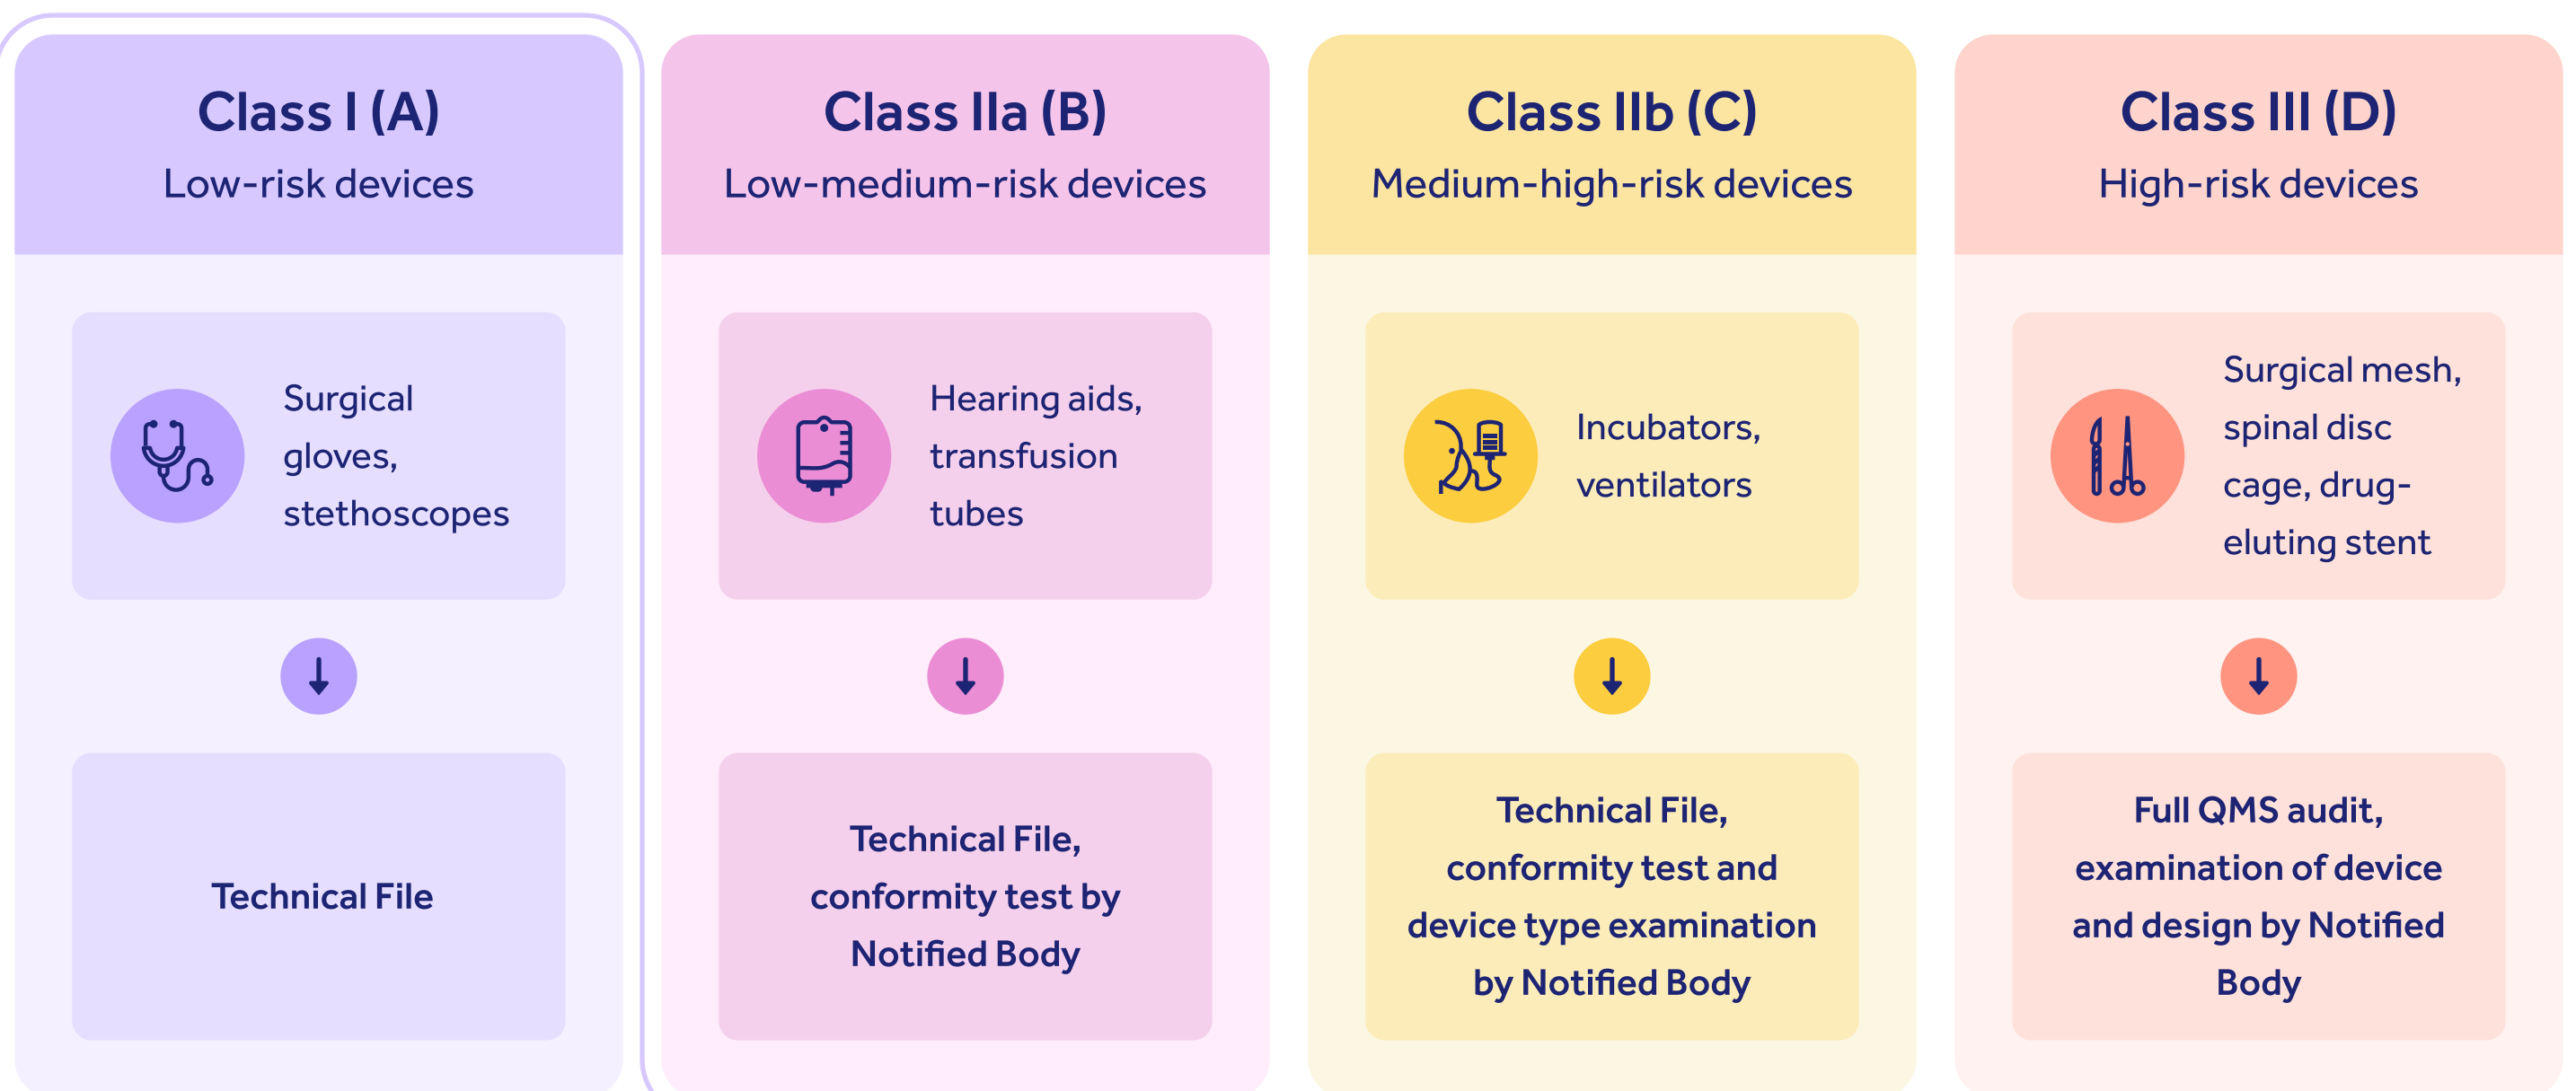 Class I (A)
Low-risk devices
Surgical
gloves,
stethoscopes
Technical File
Class IIa (B)
Low-medium-risk devices
Hearing aids,
transfusion
tubes
Technical File,
conformity test by
Notified Body
Class IIb (C)
Medium-high-risk devices
Incubators,
ventilators
Technical File,
conformity test and
device type examination
by Notified Body
Class III (D)
High-risk devices
Surgical mesh,
spinal disc
cage, drug-
eluting stent
Full QMS audit,
examination of device
and design by Notified
Body